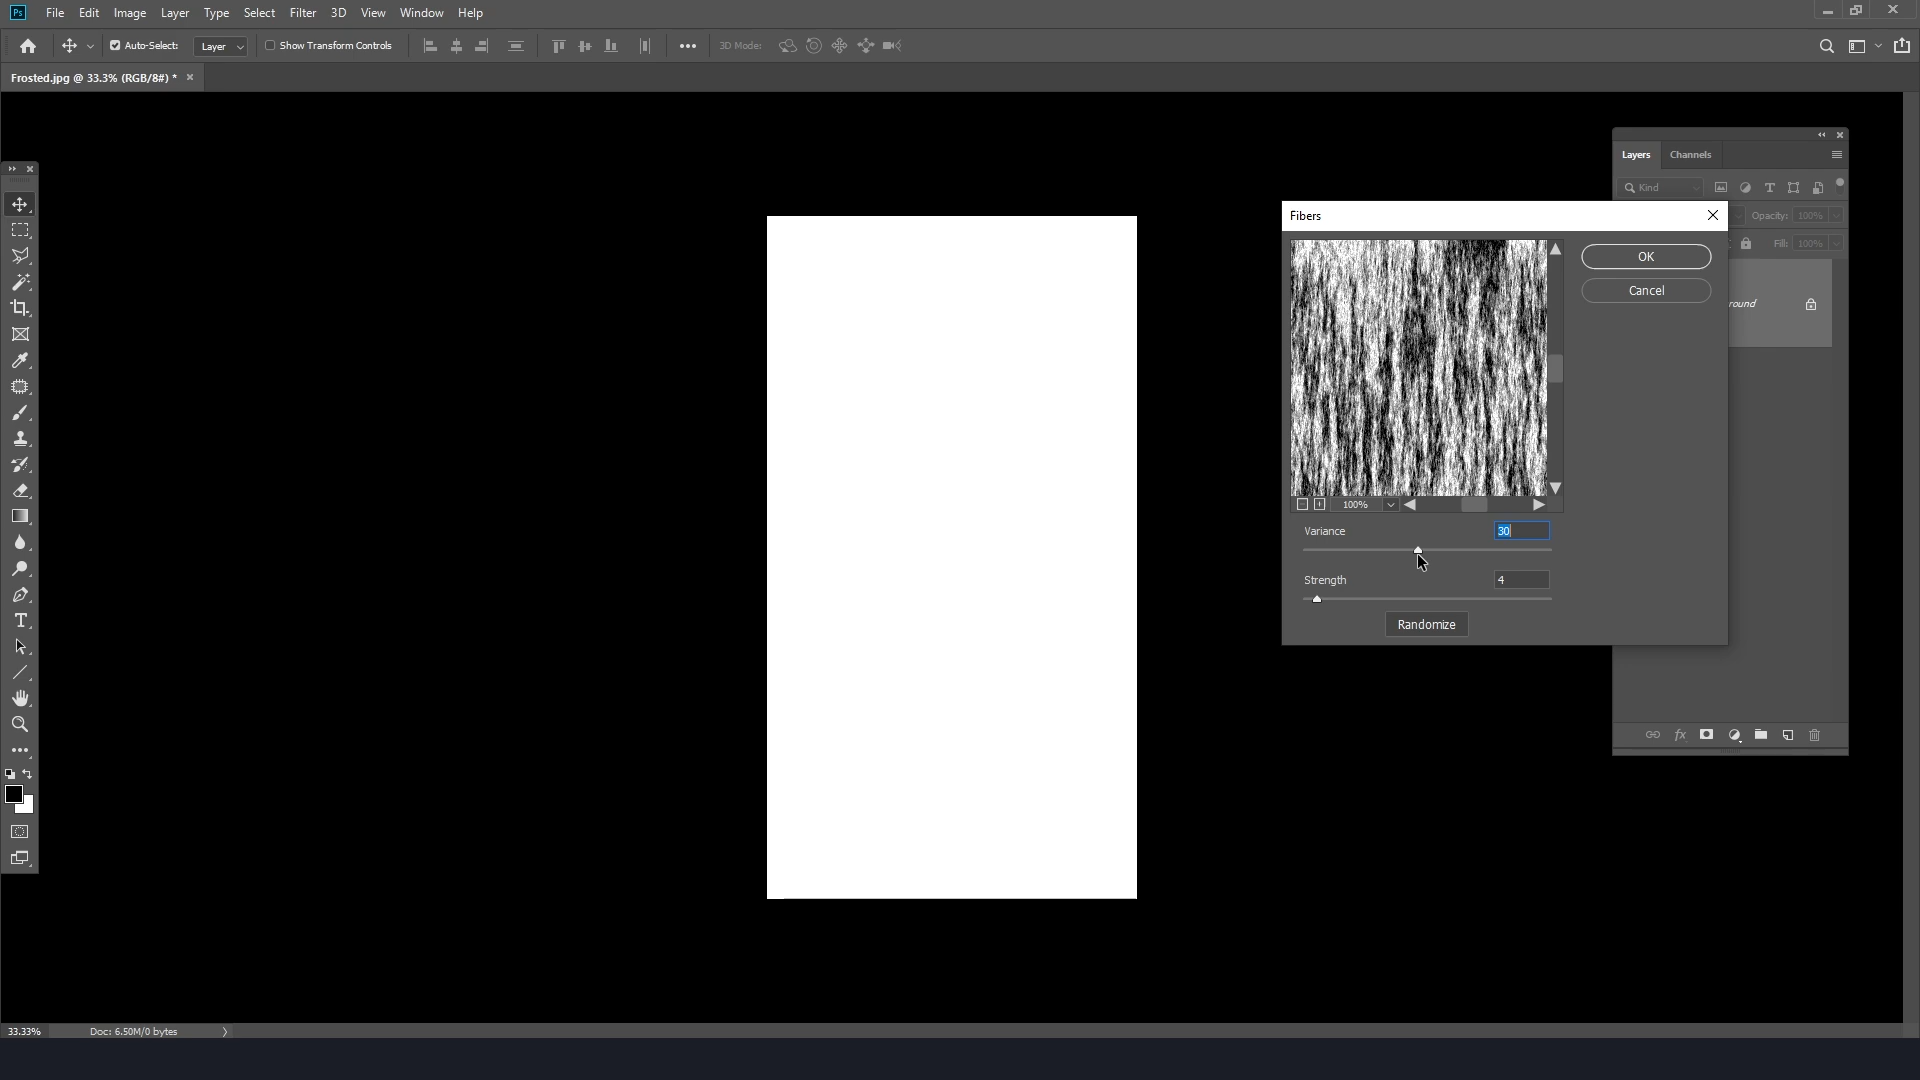 Ps File Edit Image Layer Type Select Filter 3D View Window Help
Auto-Select: Layer Show Transform Controls 3D Mode:
Frosted.jpg @ 33.3% (RGB/8#) *
Layers Channels
Kind
Opacity: 100%
Fill: 100%
round
Fibers
OK
Cancel
100%
Variance 30
Strength 4
Randomize
fx
33.33% Doc: 6.50M/0 bytes